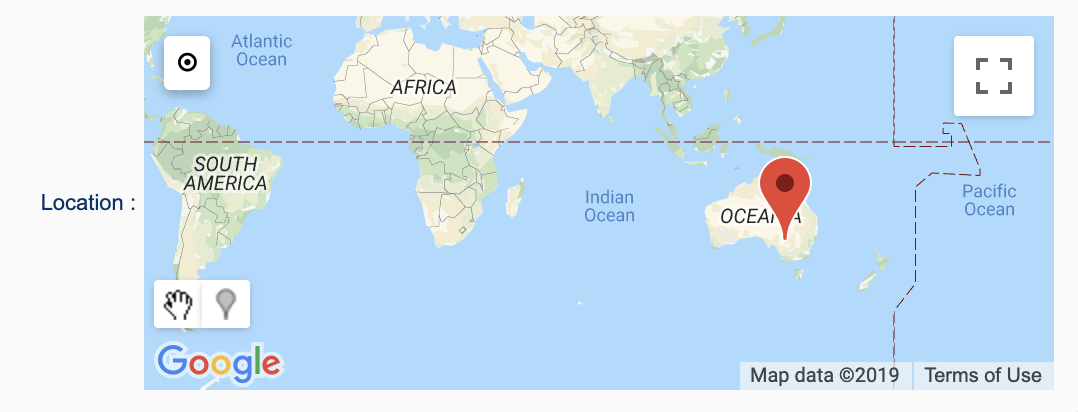 Atlantic
Ocean
AFRICA
SOUTH
AMERICA
Location :
Indian
Ocean
OCEANIA
Pacific
Ocean
Google
Map data ©2019
Terms of Use